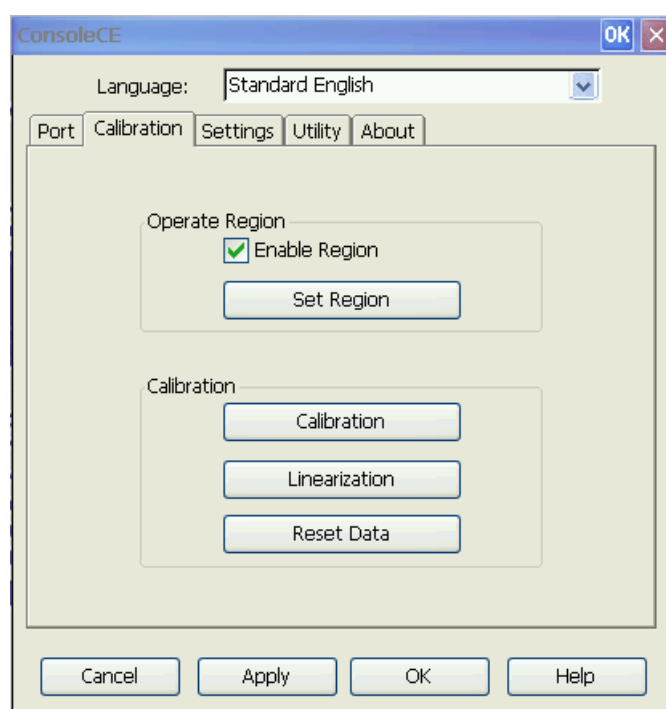 ConsoleCE OK
Language: Standard English
Port Calibration Settings Utility About
Operate Region
Enable Region
Set Region
Calibration
Calibration
Linearization
Reset Data
Cancel Apply OK Help